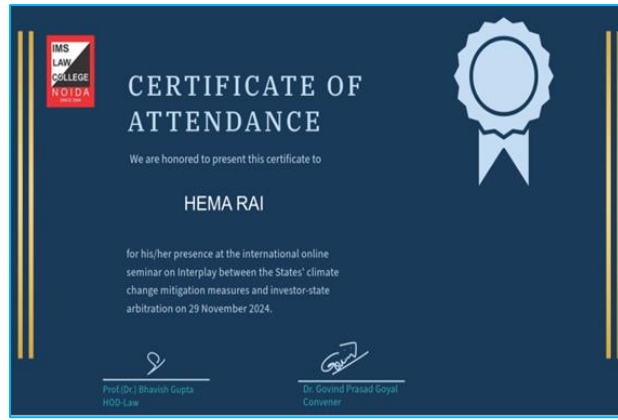 IMS
LAW
COLLEGE
NOIDA
CERTIFICATE OF
ATTENDANCE
We are honored to present this certificate to
HEMA RAI
for his/her presence at the international online
seminar on Interplay between the States' climate
change mitigation measures and investor-state
arbitration on 29 November 2024.
Prof.(Dr.) Bhavish Gupta
HOD-Law
Dr. Govind Prasad Goyal
Convener